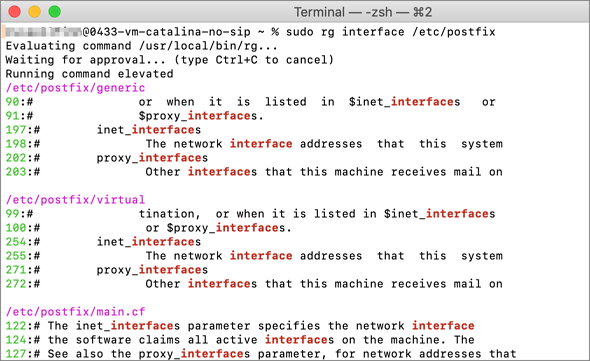 Terminal — -zsh — ⌘2
@0433-vm-catalina-no-sip ~ % sudo rg interface /etc/postfix
Evaluating command /usr/local/bin/rg...
Waiting for approval... (type Ctrl+C to cancel)
Running command elevated
/etc/postfix/generic
90:#              or  when  it  is  listed  in  $inet_interfaces   or
91:#              $proxy_interfaces.
197:#        inet_interfaces
198:#               The network interface addresses  that  this  system
202:#        proxy_interfaces
203:#               Other interfaces that this machine receives mail on
/etc/postfix/virtual
99:#              tination,  or when it is listed in $inet_interfaces
100:#              or $proxy_interfaces.
254:#        inet_interfaces
255:#               The network interface addresses  that  this  system
271:#        proxy_interfaces
272:#               Other interfaces that this machine receives mail on
/etc/postfix/main.cf
122:# The inet_interfaces parameter specifies the network interface
124:# the software claims all active interfaces on the machine. The
127:# See also the proxy_interfaces parameter, for network addresses that